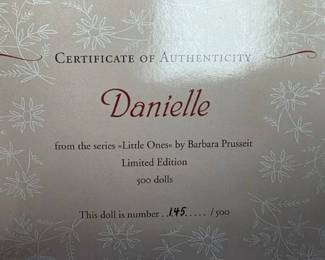 CERTIFICATE OF AUTHENTICITY
Danielle
from the series »Little Ones« by Barbara Prusseit
Limited Edition
500 dolls
This doll is number ..145...../500